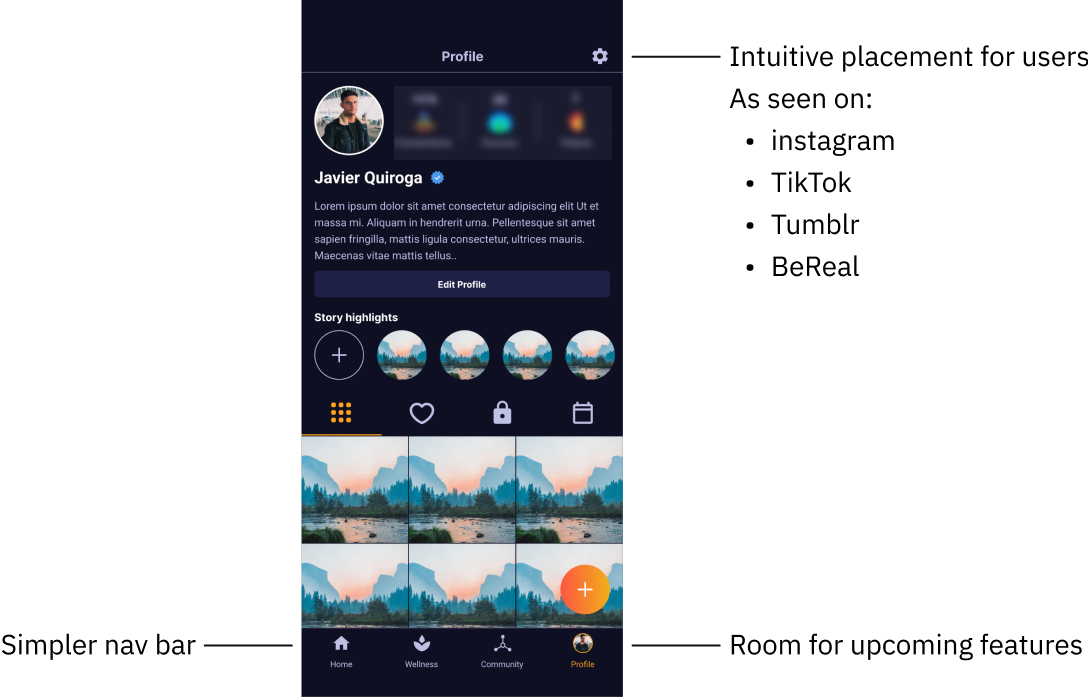 Profile
Intuitive placement for users
As seen on:
• instagram
• TikTok
• Tumblr
• BeReal
Javier Quiroga
Lorem ipsum dolor sit amet consectetur adipiscing elit Ut et
massa mi. Aliquam in hendrerit urna. Pellentesque sit amet
sapien fringilla, mattis ligula consectetur, ultrices mauris.
Maecenas vitae mattis tellus..
Edit Profile
Story highlights
Simpler nav bar
Room for upcoming features
Home
Wellness
Community
Profile